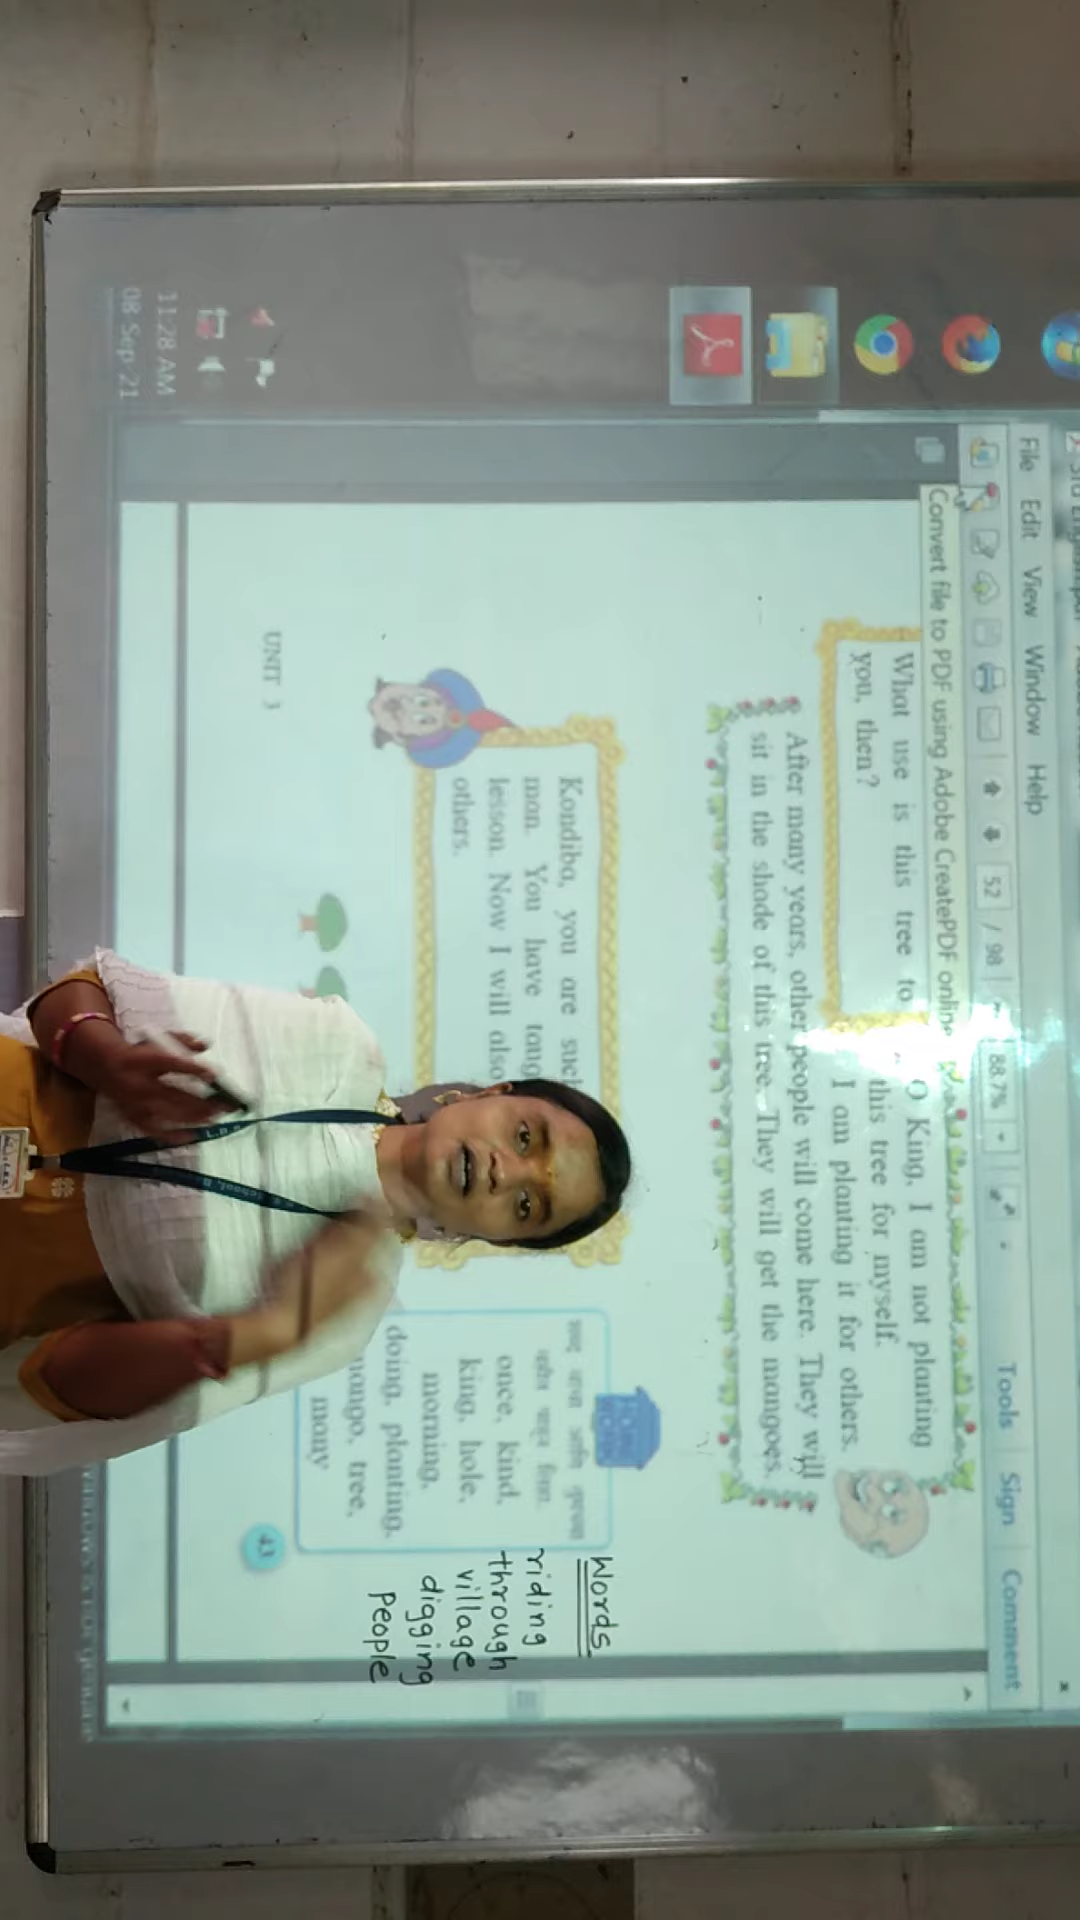 File Edit View Window Help
52 / 98
88.7%
Tools Sign Comment
Convert file to PDF using Adobe CreatePDF online
What use is this tree to
you, then?
O King, I am not planting
this tree for myself.
I am planting it for others.
After many years, other people will come here. They will
sit in the shade of this tree. They will get the mangoes.
Kondiba, you are such
man. You have
lesson. Now I will also
others.
once, kind,
king, hole,
morning,
doing, planting,
mango, tree,
many
Words
riding
through
village
digging
People
UNIT 3
43
11:28 AM
08-Sep-21